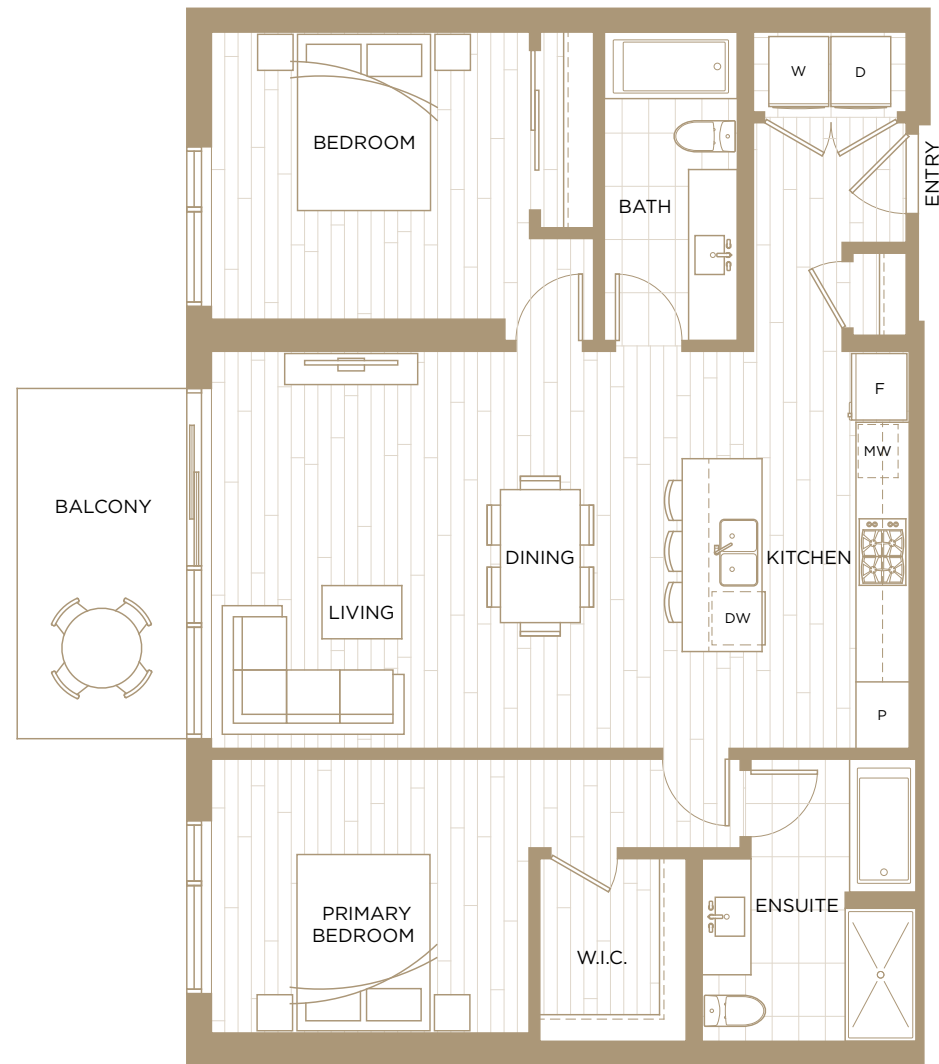 W
D
BEDROOM
ENTRY
BATH
F
MW
BALCONY
DINING
KITCHEN
LIVING
DW
P
PRIMARY
BEDROOM
ENSUITE
W.I.C.